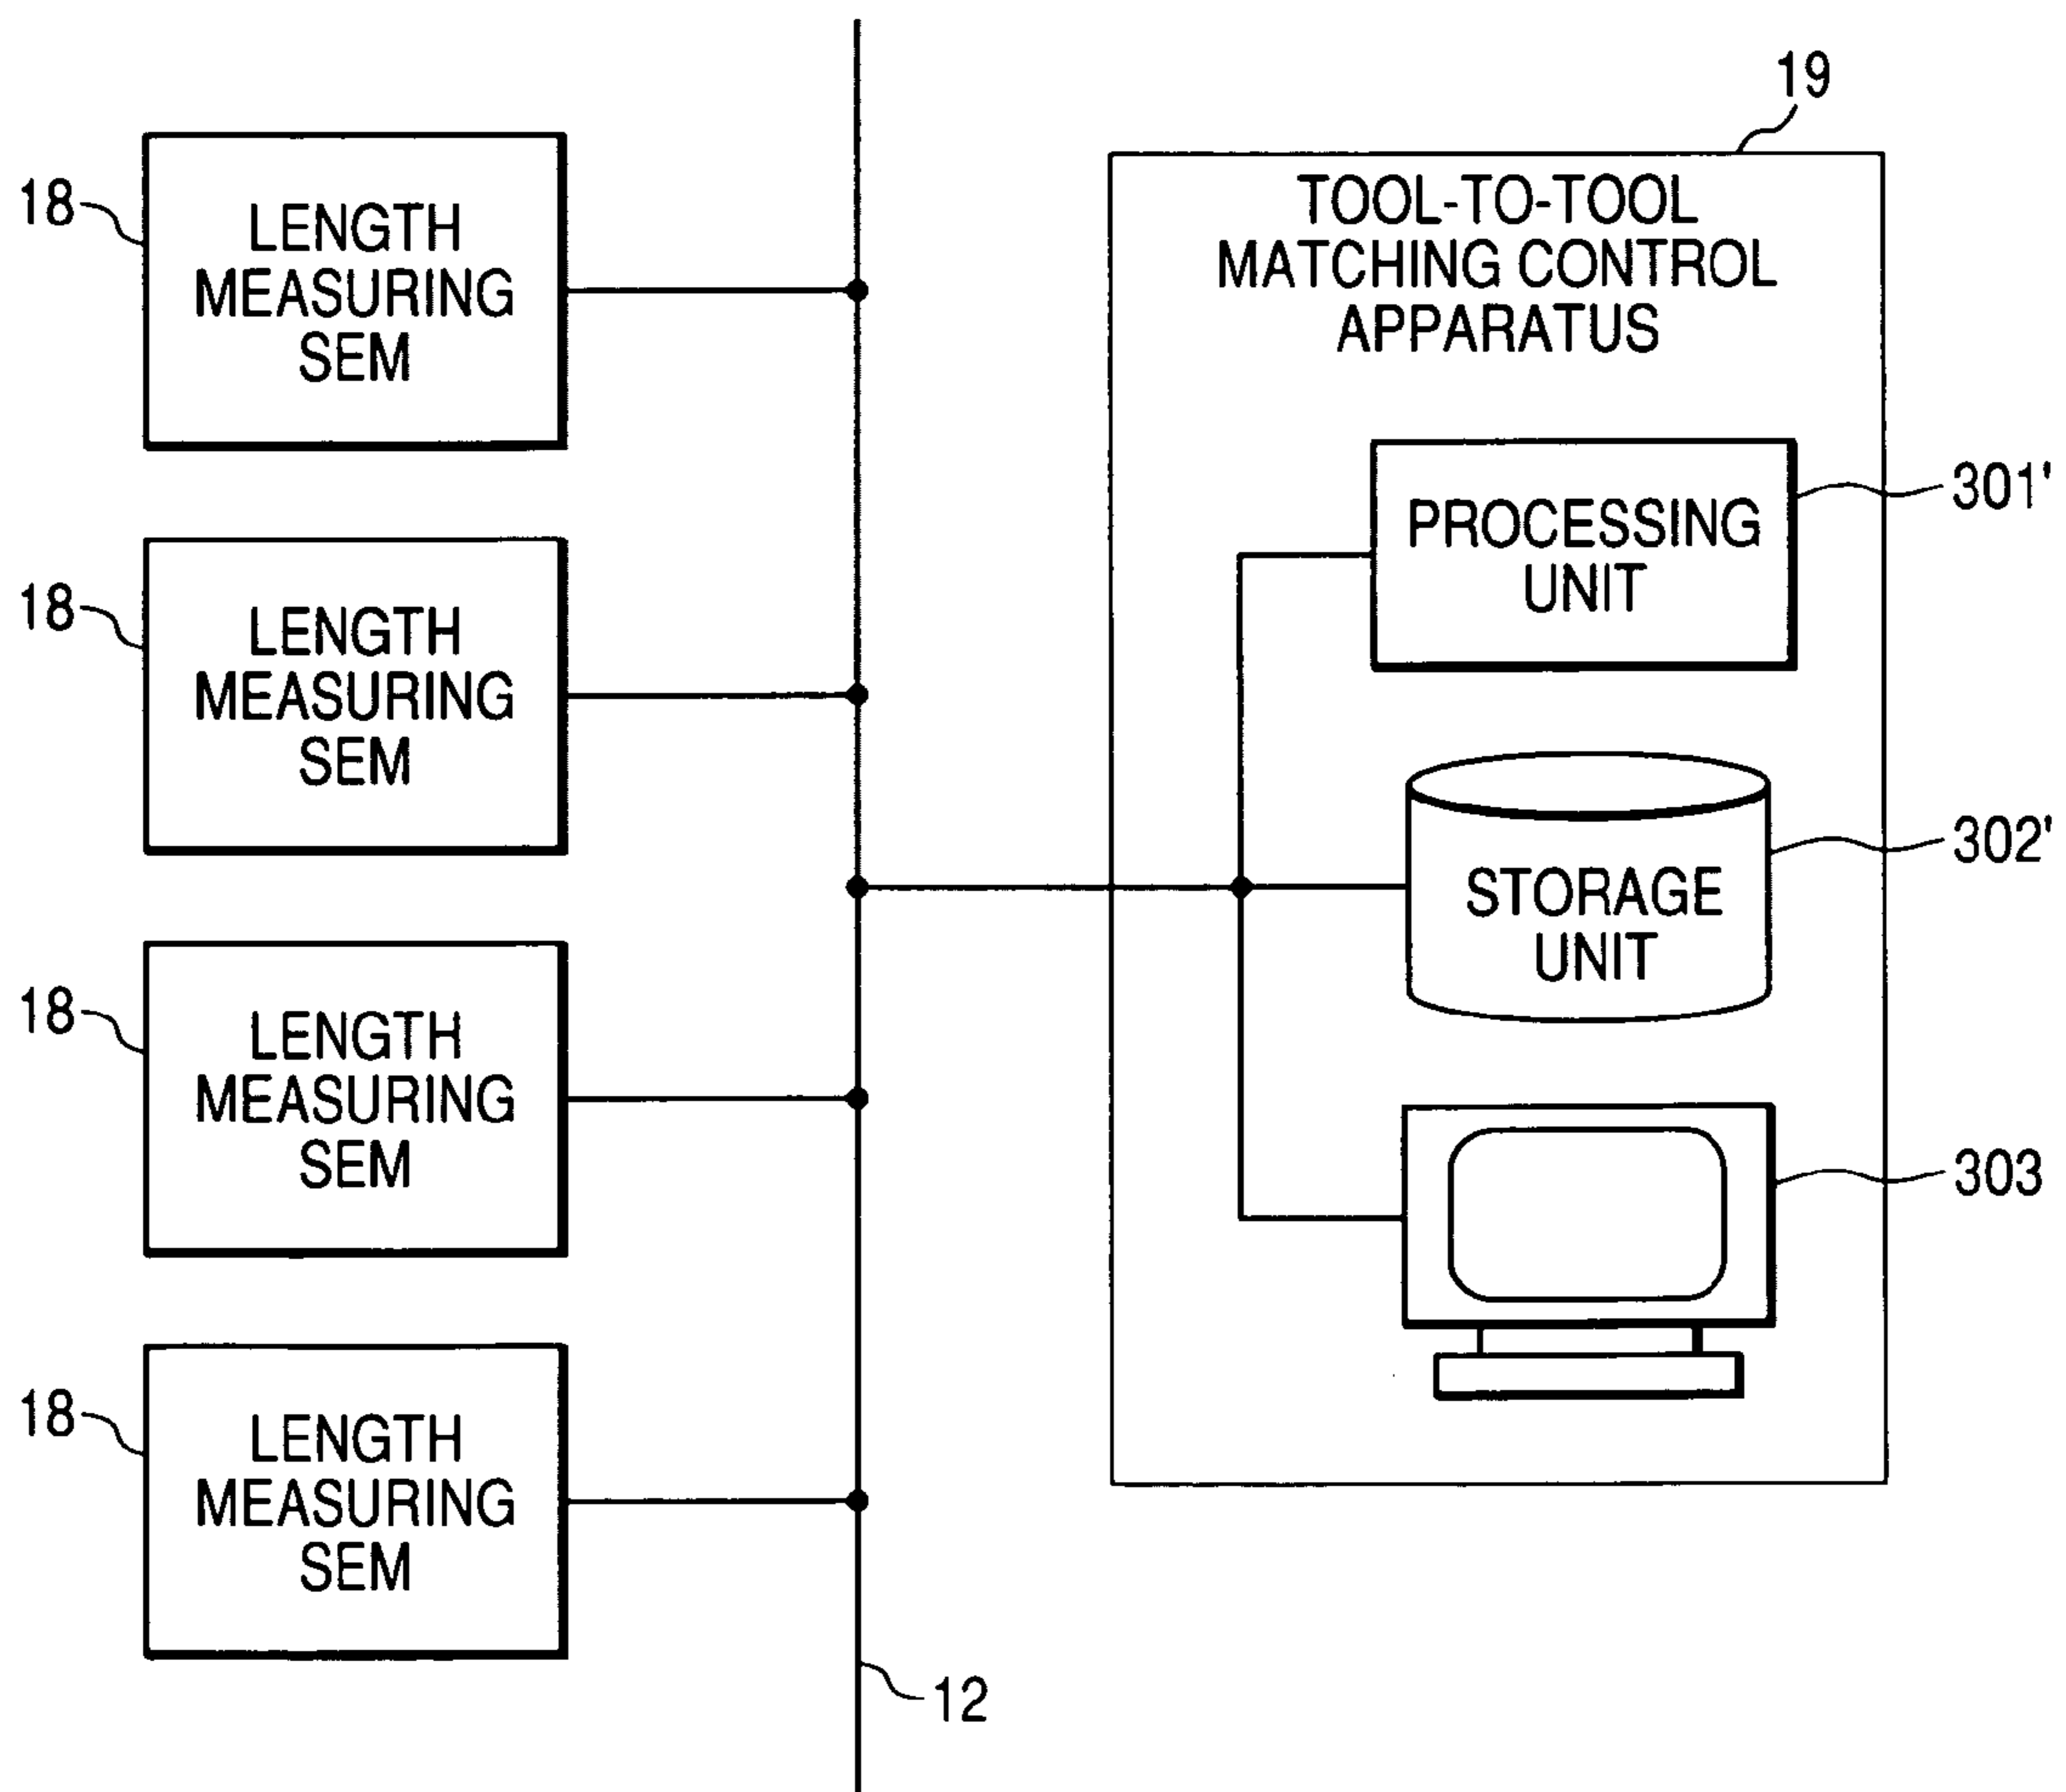 18
LENGTH
MEASURING
SEM
18
LENGTH
MEASURING
SEM
18
LENGTH
MEASURING
SEM
18
LENGTH
MEASURING
SEM
12
19
TOOL-TO-TOOL
MATCHING CONTROL
APPARATUS
PROCESSING
UNIT
301'
STORAGE
UNIT
302'
303